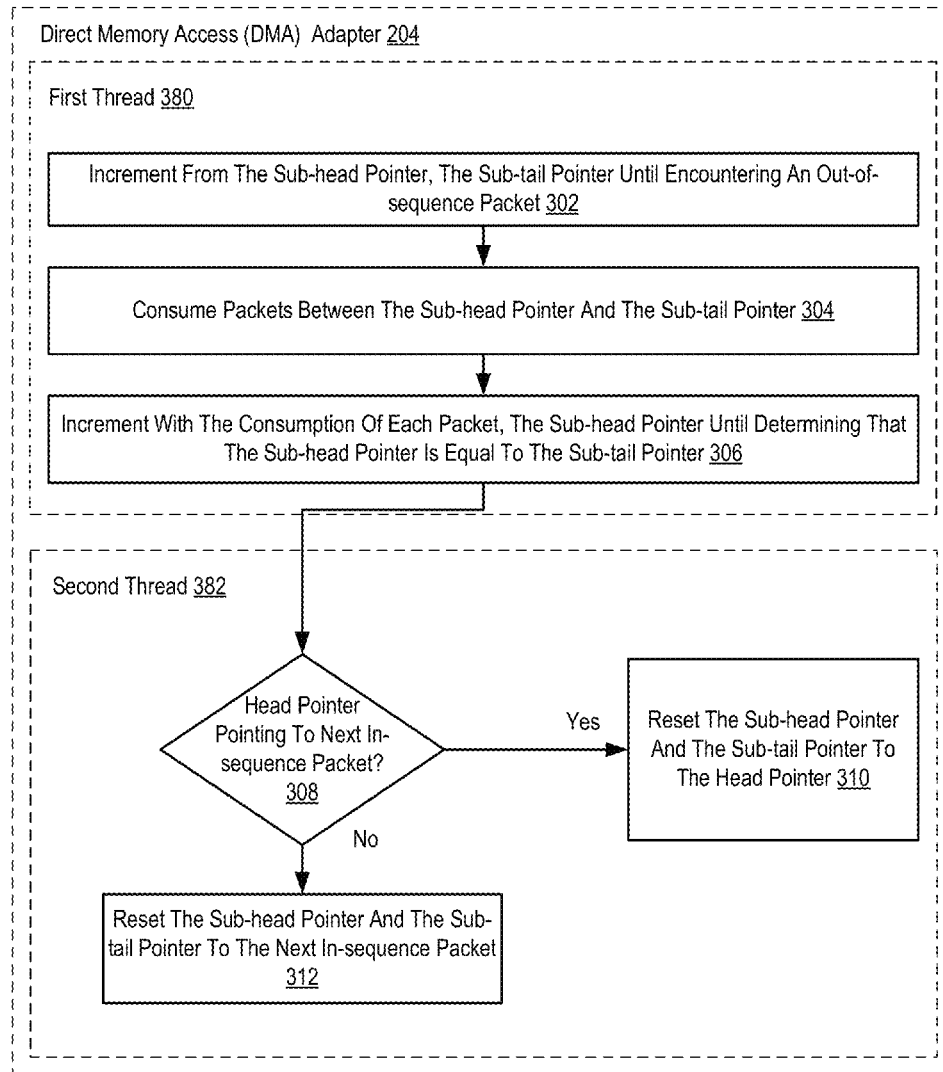 Direct Memory Access (DMA) Adapter 204
First Thread 380
Increment From The Sub-head Pointer, The Sub-tail Pointer Until Encountering An Out-of-
sequence Packet 302
Consume Packets Between The Sub-head Pointer And The Sub-tail Pointer 304
Increment With The Consumption Of Each Packet, The Sub-head Pointer Until Determining That
The Sub-head Pointer Is Equal To The Sub-tail Pointer 306
Second Thread 382
Head Pointer
Pointing To Next In-
sequence Packet?
308
Yes
Reset The Sub-head Pointer
And The Sub-tail Pointer To
The Head Pointer 310
No
Reset The Sub-head Pointer And The Sub-
tail Pointer To The Next In-sequence Packet
312